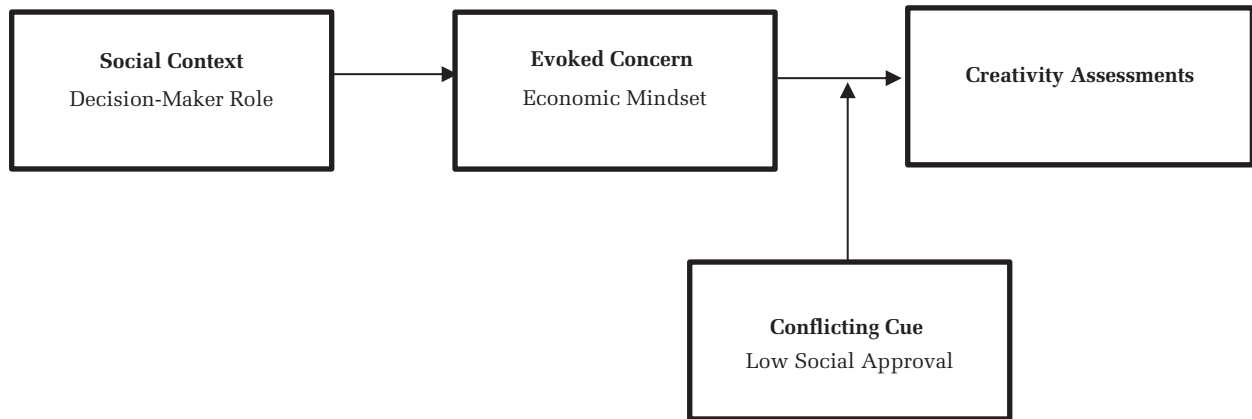 Social Context
Decision-Maker Role
Evoked Concern
Economic Mindset
Creativity Assessments
Conflicting Cue
Low Social Approval